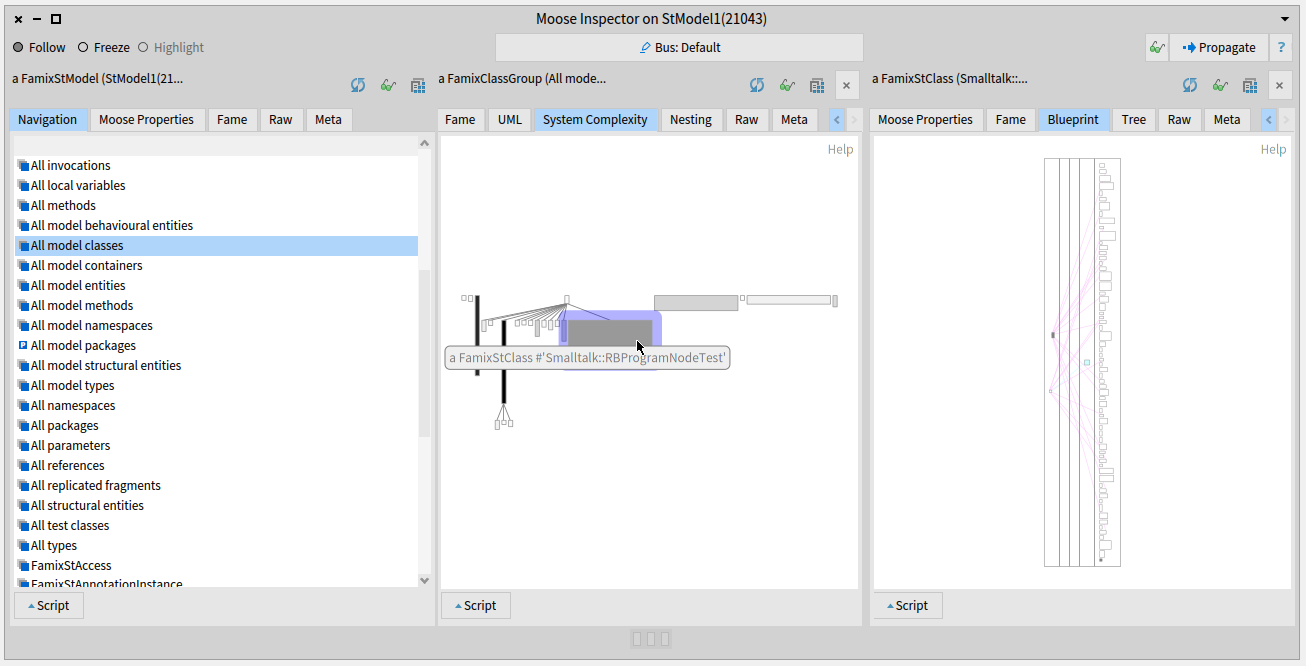 Moose Inspector on StModel1(21043)
Follow Freeze Highlight
Bus: Default
Propagate ?
a FamixStModel (StModel1(21...
Navigation Moose Properties Fame Raw Meta
All invocations
All local variables
All methods
All model behavioural entities
All model classes
All model containers
All model entities
All model methods
All model namespaces
P All model packages
All model structural entities
All model types
All namespaces
All packages
All parameters
All references
All replicated fragments
All structural entities
All test classes
All types
FamixStAccess
FamixStAnnotationInstance
Script
a FamixClassGroup (All mode...
Fame UML System Complexity Nesting Raw Meta
Help
a FamixStClass #'Smalltalk::RBProgramNodeTest'
Script
a FamixStClass (Smalltalk::...
Moose Properties Fame Blueprint Tree Raw Meta
Help
Script